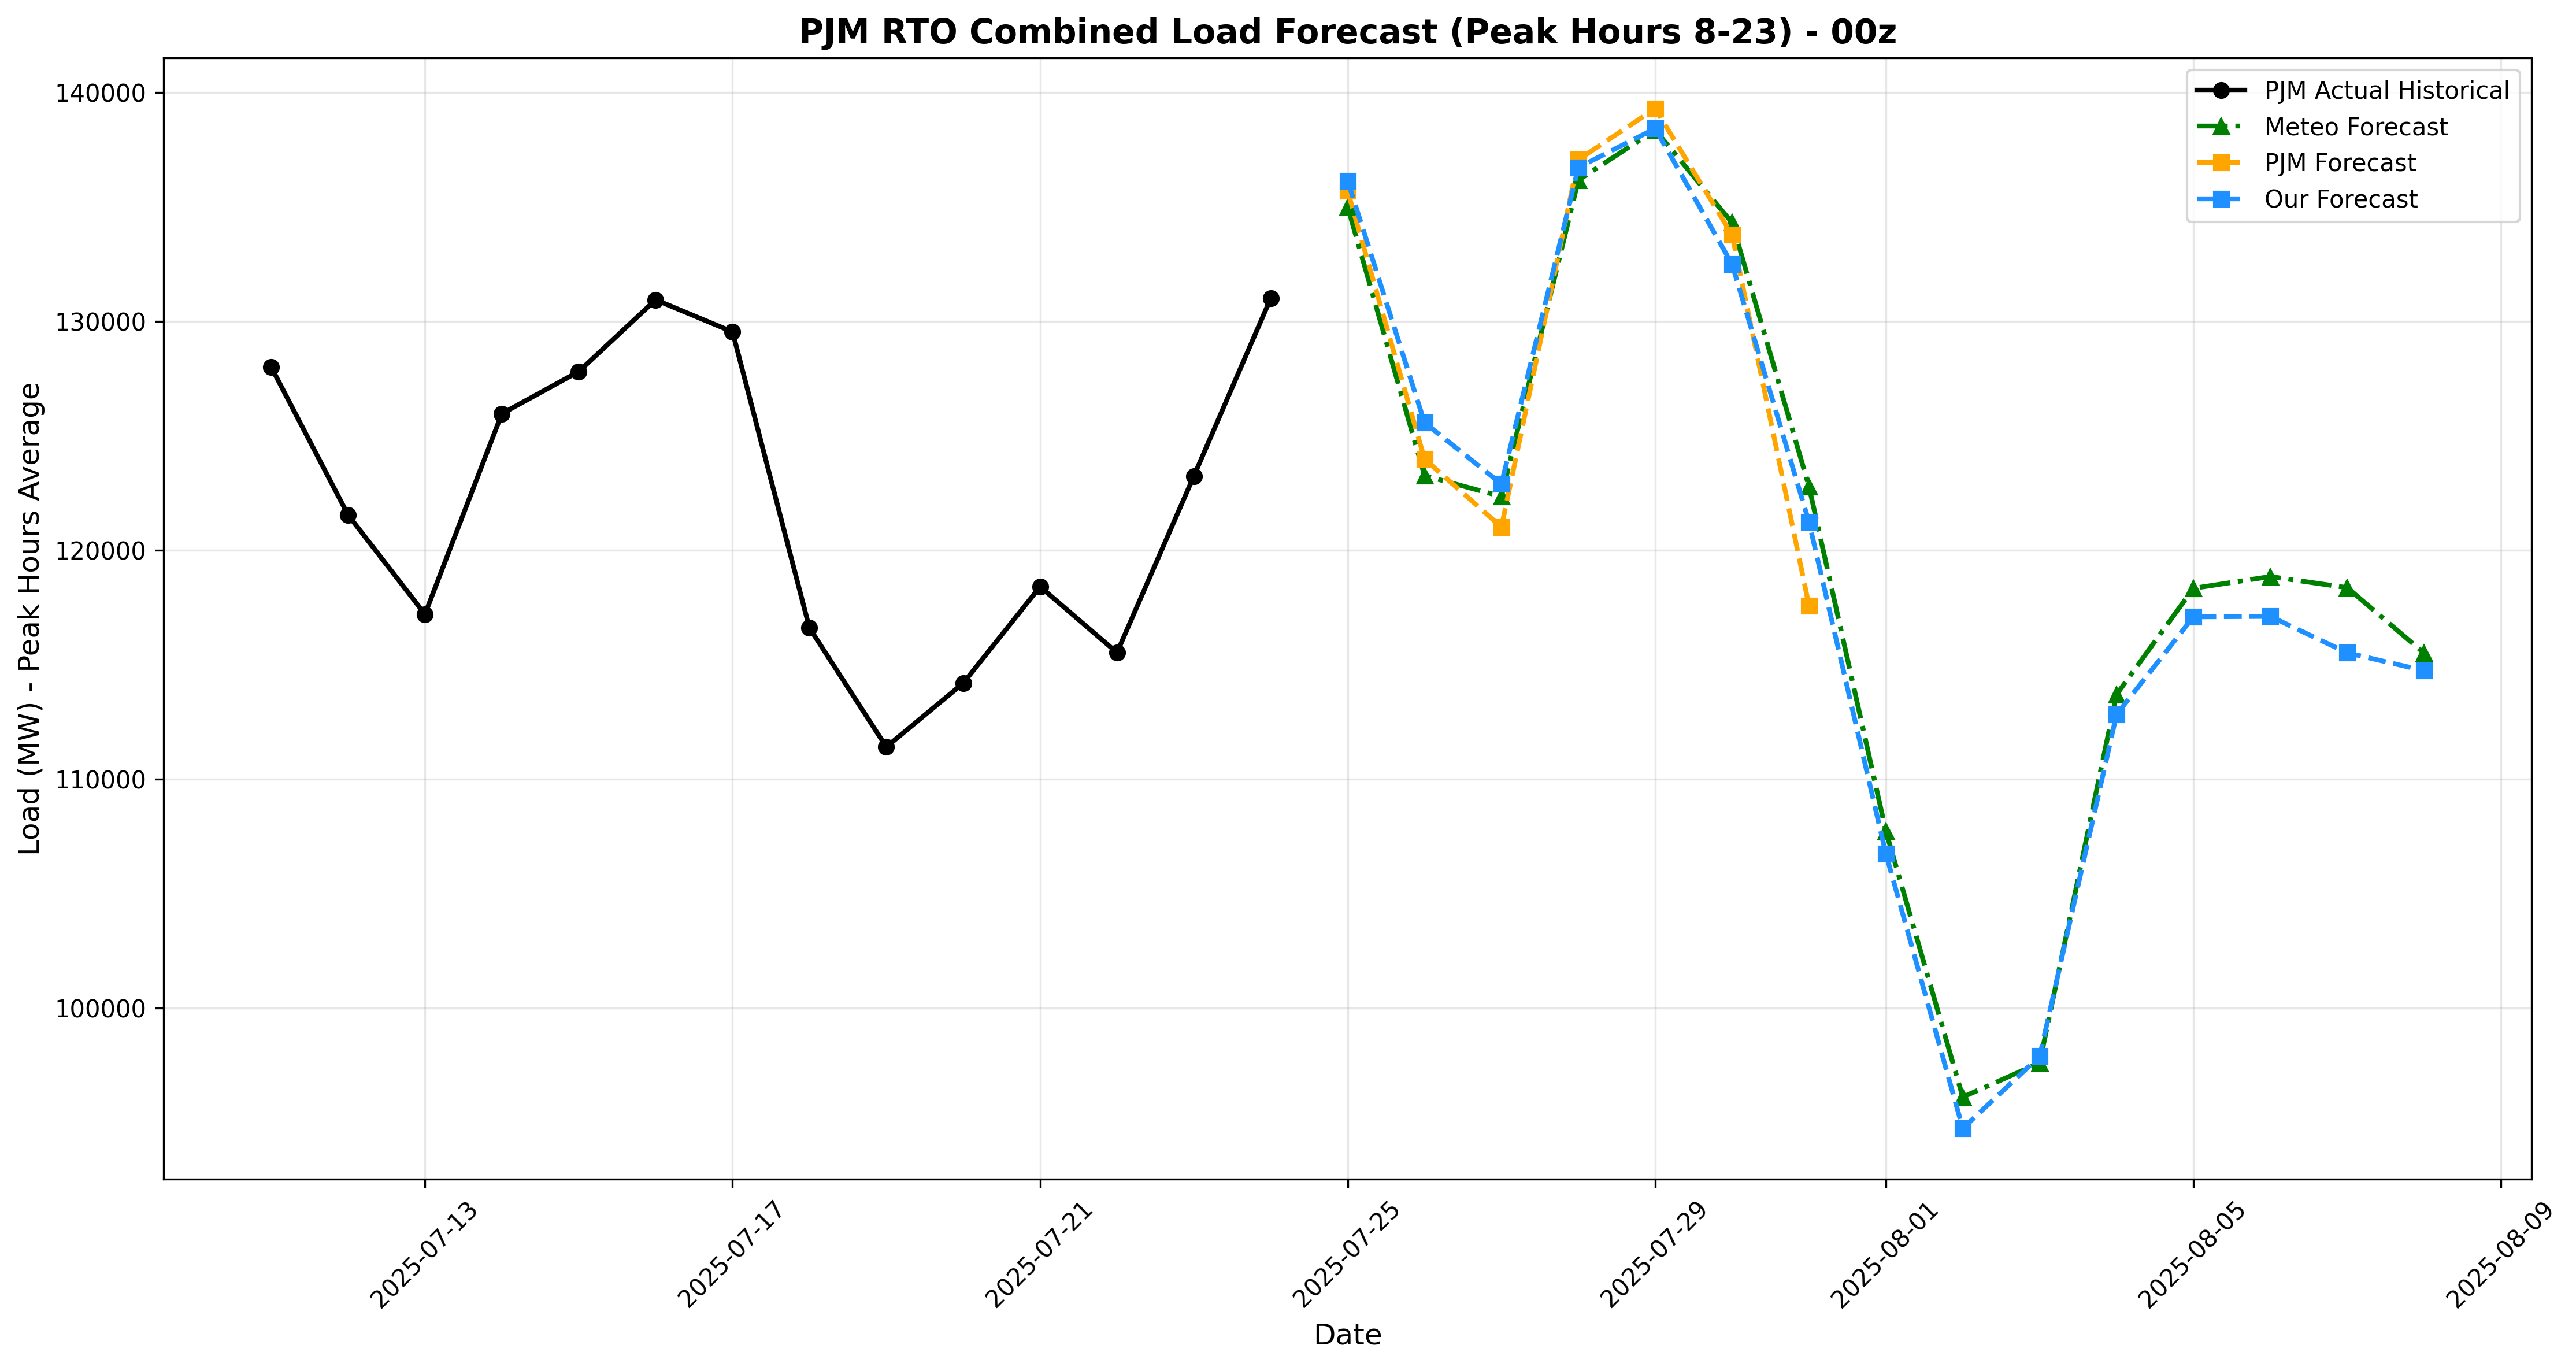 PJM RTO Combined Load Forecast (Peak Hours 8-23) - 00z
PJM Actual Historical
Meteo Forecast
PJM Forecast
Our Forecast
Load (MW) - Peak Hours Average
140000
130000
120000
110000
100000
2025-07-13
2025-07-17
2025-07-21
2025-07-25
2025-07-29
2025-08-01
2025-08-05
2025-08-09
Date